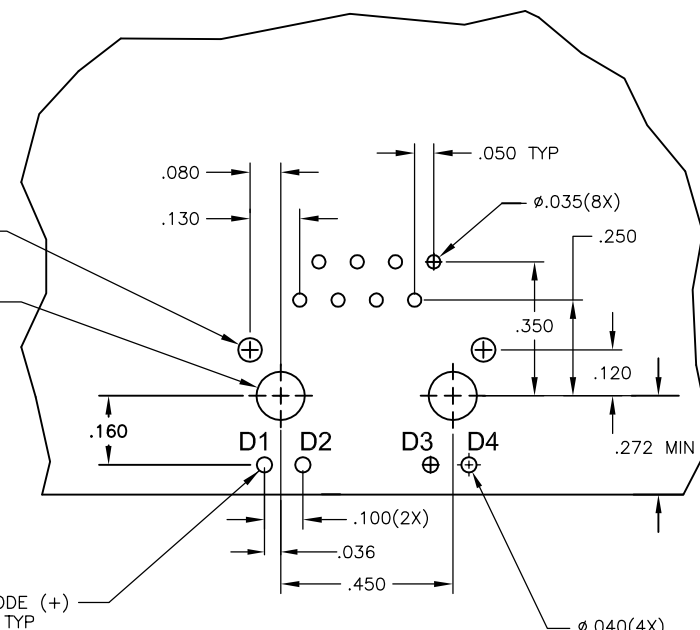 .050 TYP
.080
ø.035(8X)
.130
.250
.350
.120
.160
D1 D2 D3 D4
.272 MIN
.100(2X)
.036
.450
(+)
TYP
ø.040(4X)